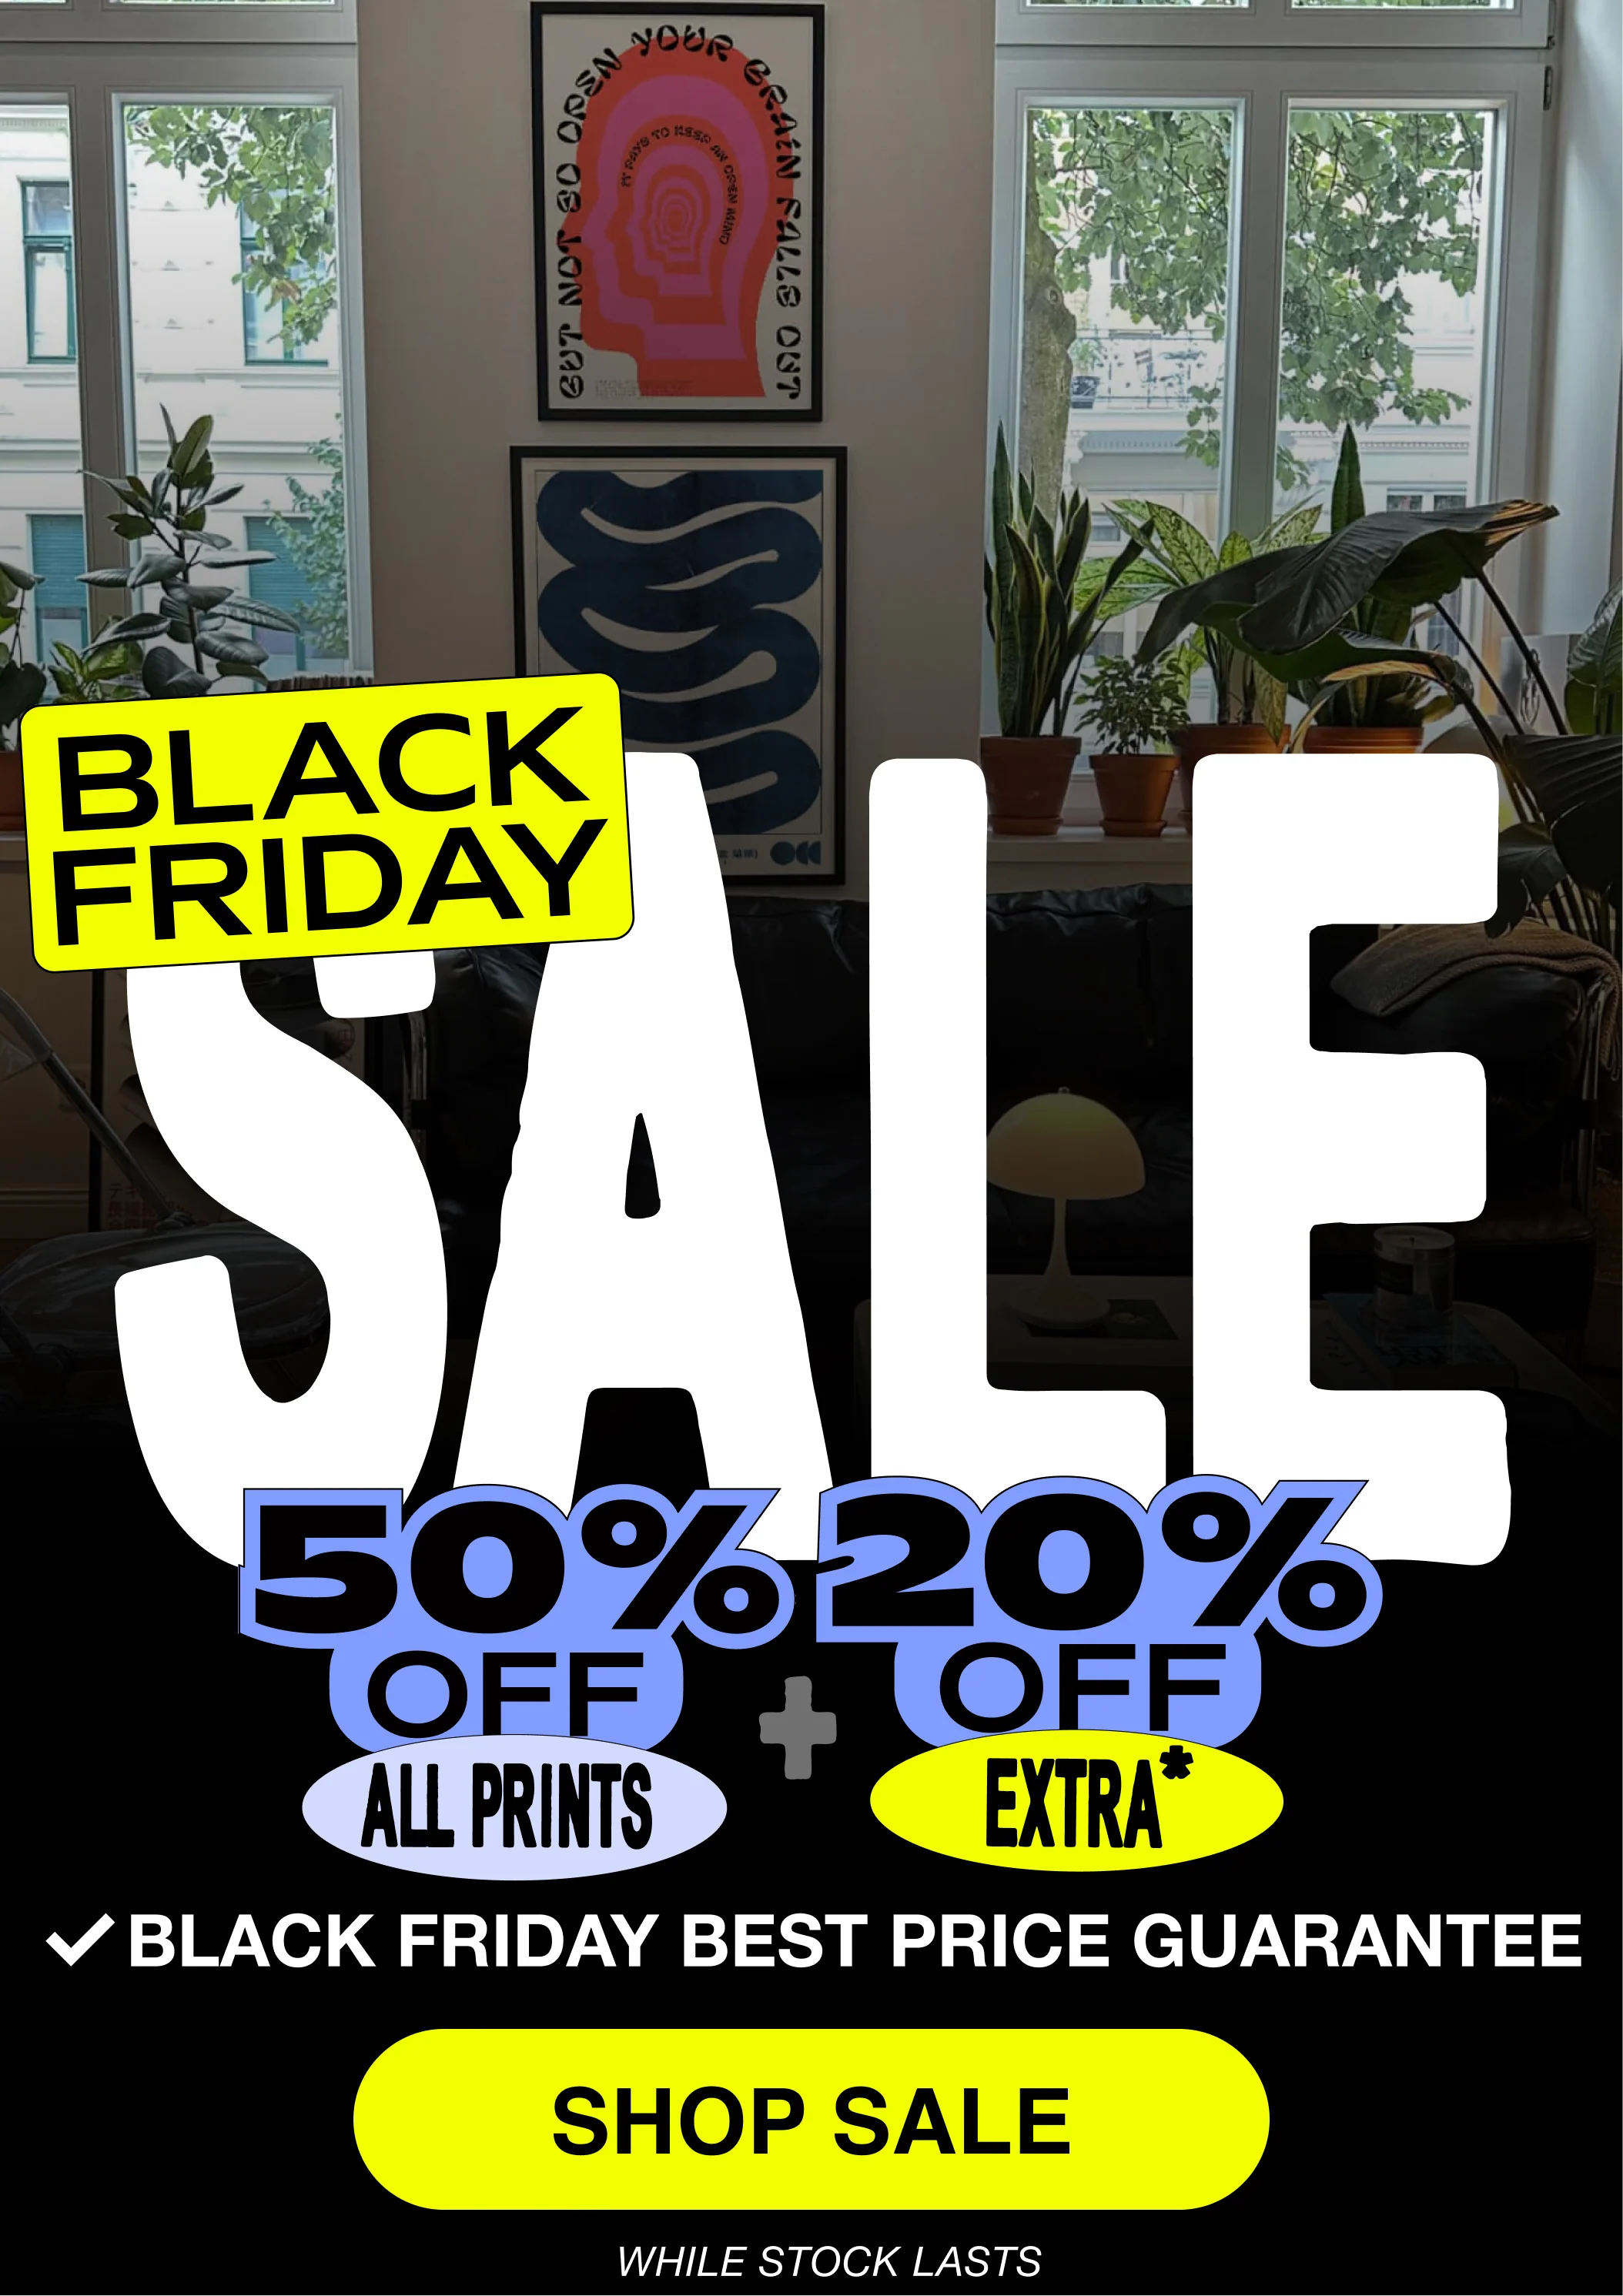 BUT NOT SO OPEN YOUR BRAIN FALLS OUT
IT PAYS TO KEEP AN OPEN MIND
BLACK
FRIDAY
SALE
50% 20%
OFF + OFF
ALL PRINTS EXTRA*
✓ BLACK FRIDAY BEST PRICE GUARANTEE
SHOP SALE
WHILE STOCK LASTS